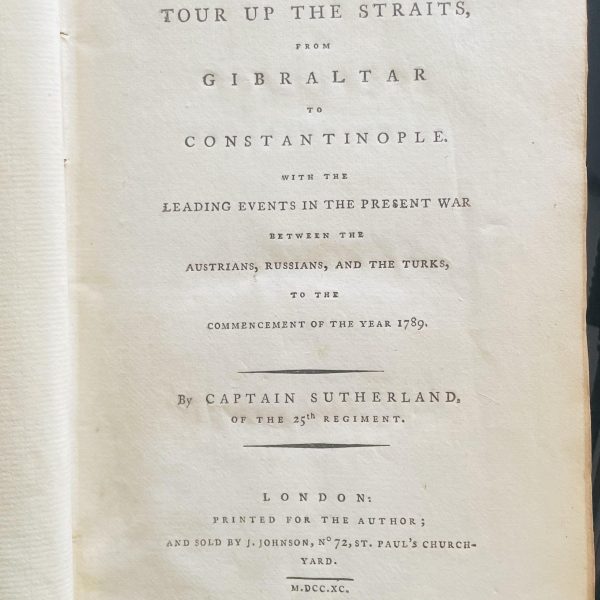 TOUR UP THE STRAITS,
FROM
GIBRALTAR
TO
CONSTANTINOPLE.
WITH THE
LEADING EVENTS IN THE PRESENT WAR
BETWEEN THE
AUSTRIANS, RUSSIANS, AND THE TURKS,
TO THE
COMMENCEMENT OF THE YEAR 1789.
By CAPTAIN SUTHERLAND,
OF THE 25th REGIMENT.
LONDON:
PRINTED FOR THE AUTHOR;
AND SOLD BY J. JOHNSON, No 72, ST. PAUL'S CHURCH-
YARD.
M.DCC.XC.